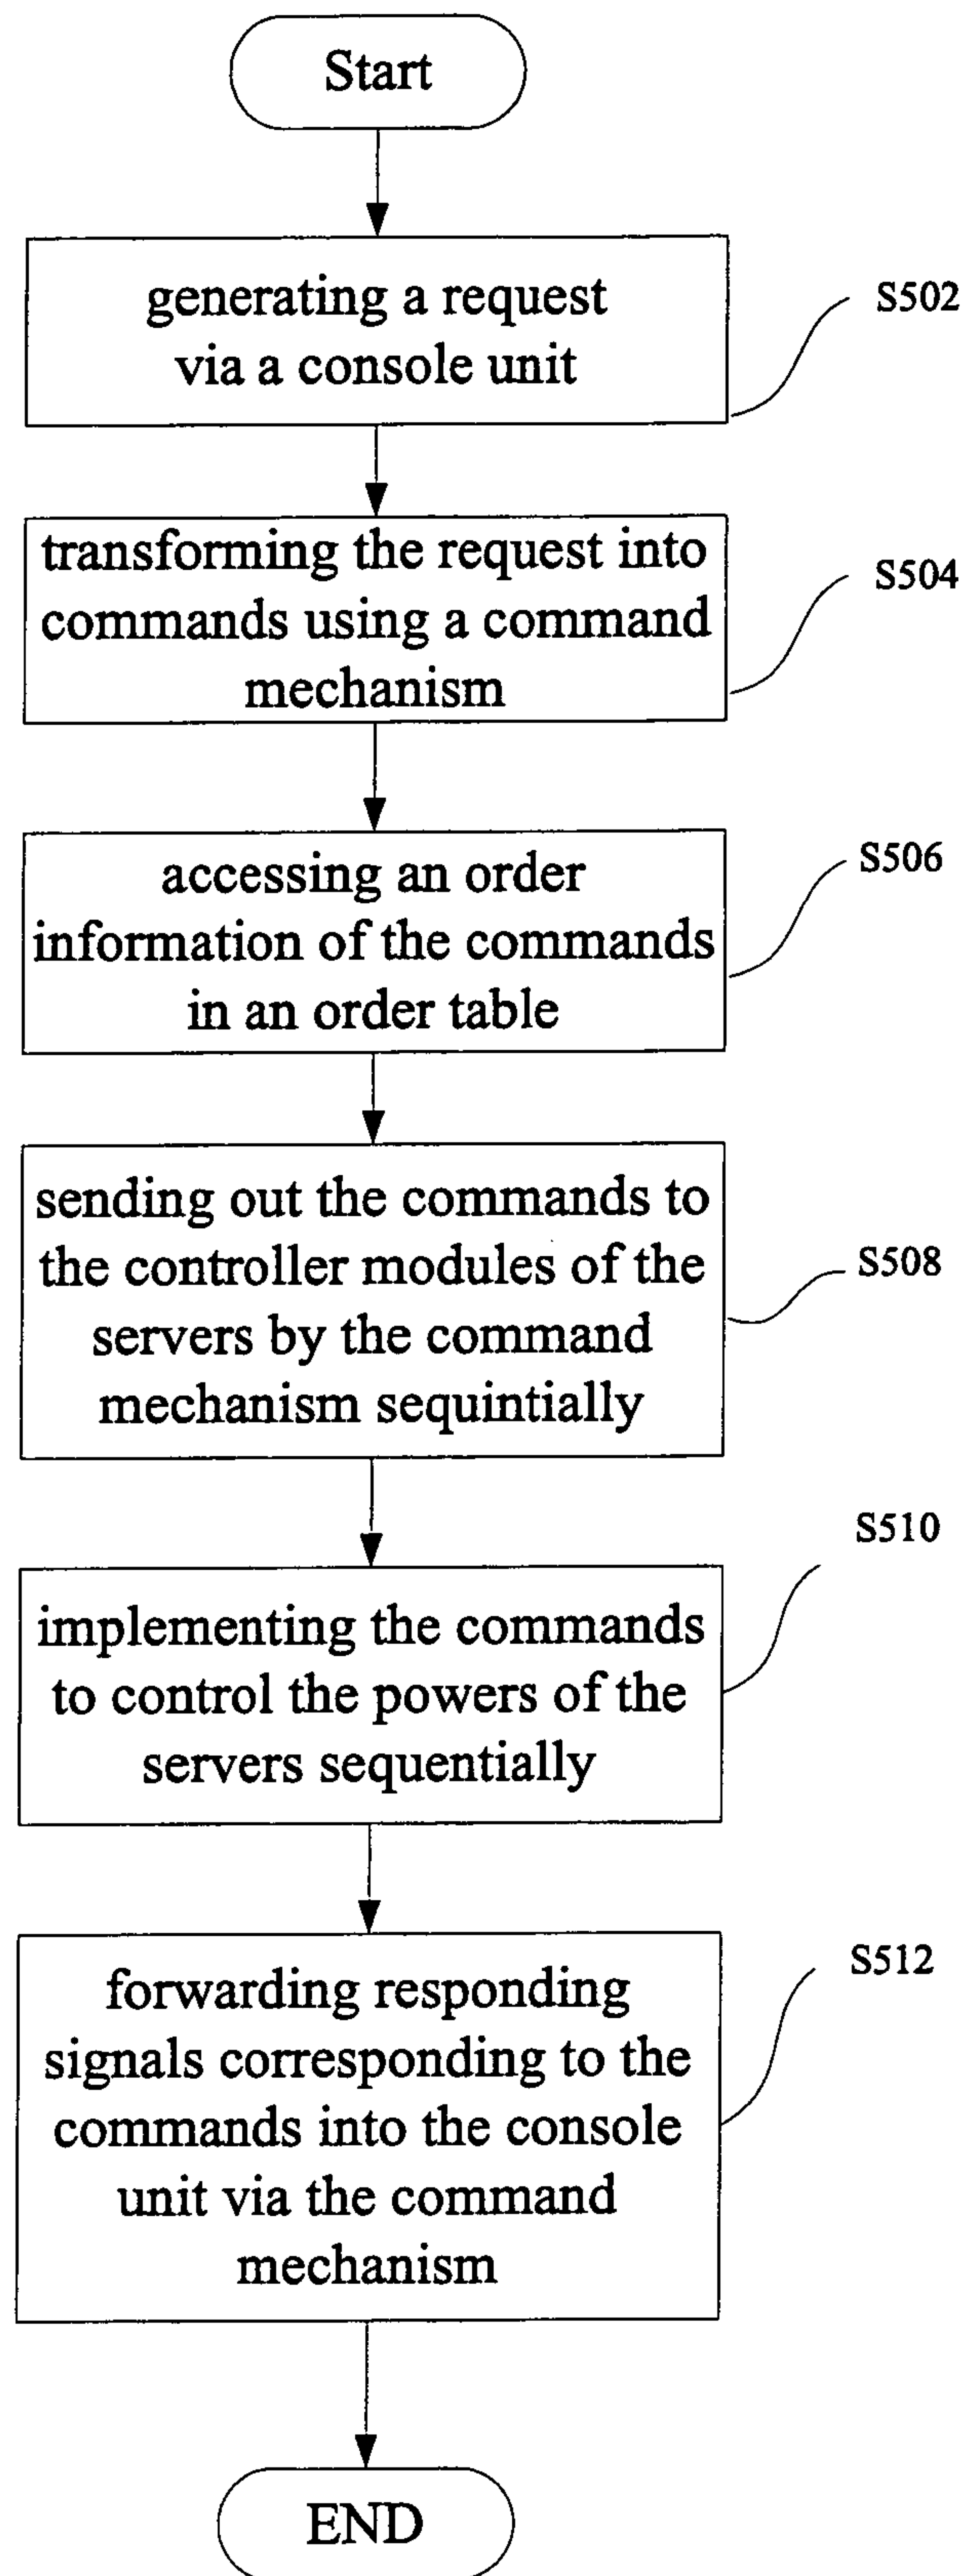 Start
generating a request
via a console unit
S502
transforming the request into
commands using a command
mechanism
S504
accessing an order
information of the commands
in an order table
S506
sending out the commands to
the controller modules of the
servers by the command
mechanism sequintially
S508
implementing the commands
to control the powers of the
servers sequentially
S510
forwarding responding
signals corresponding to the
commands into the console
unit via the command
mechanism
S512
END